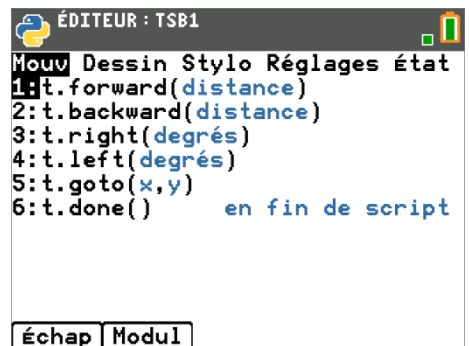 ÉDITEUR : TSB1
Mouv Dessin Stylo Réglages État
1:t.forward(distance)
2:t.backward(distance)
3:t.right(degrés)
4:t.left(degrés)
5:t.goto(x,y)
6:t.done() en fin de script
Échap Modul